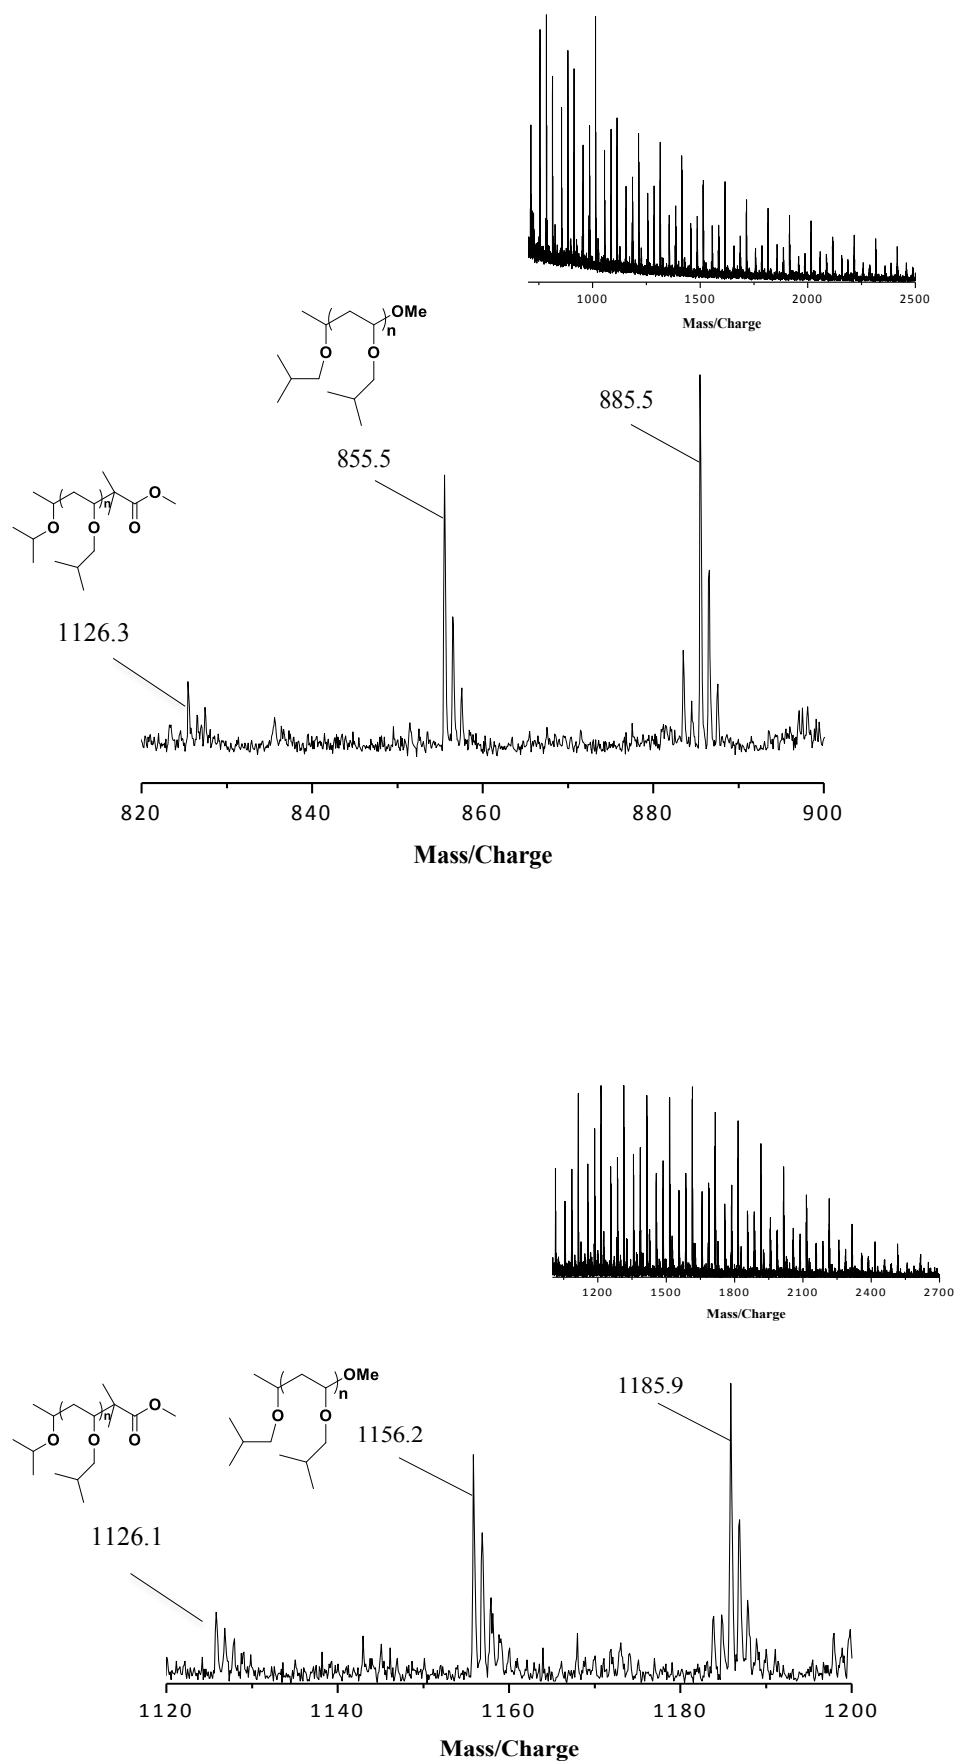 1000 1500 2000 2500
Mass/Charge
OMe
n
O O
885.5
855.5
n O
O O O
1126.3
820 840 860 880 900
Mass/Charge
1200 1500 1800 2100 2400 2700
Mass/Charge
OMe
n
1185.9
n O
O O O
O O
1156.2
1126.1
1120 1140 1160 1180 1200
Mass/Charge